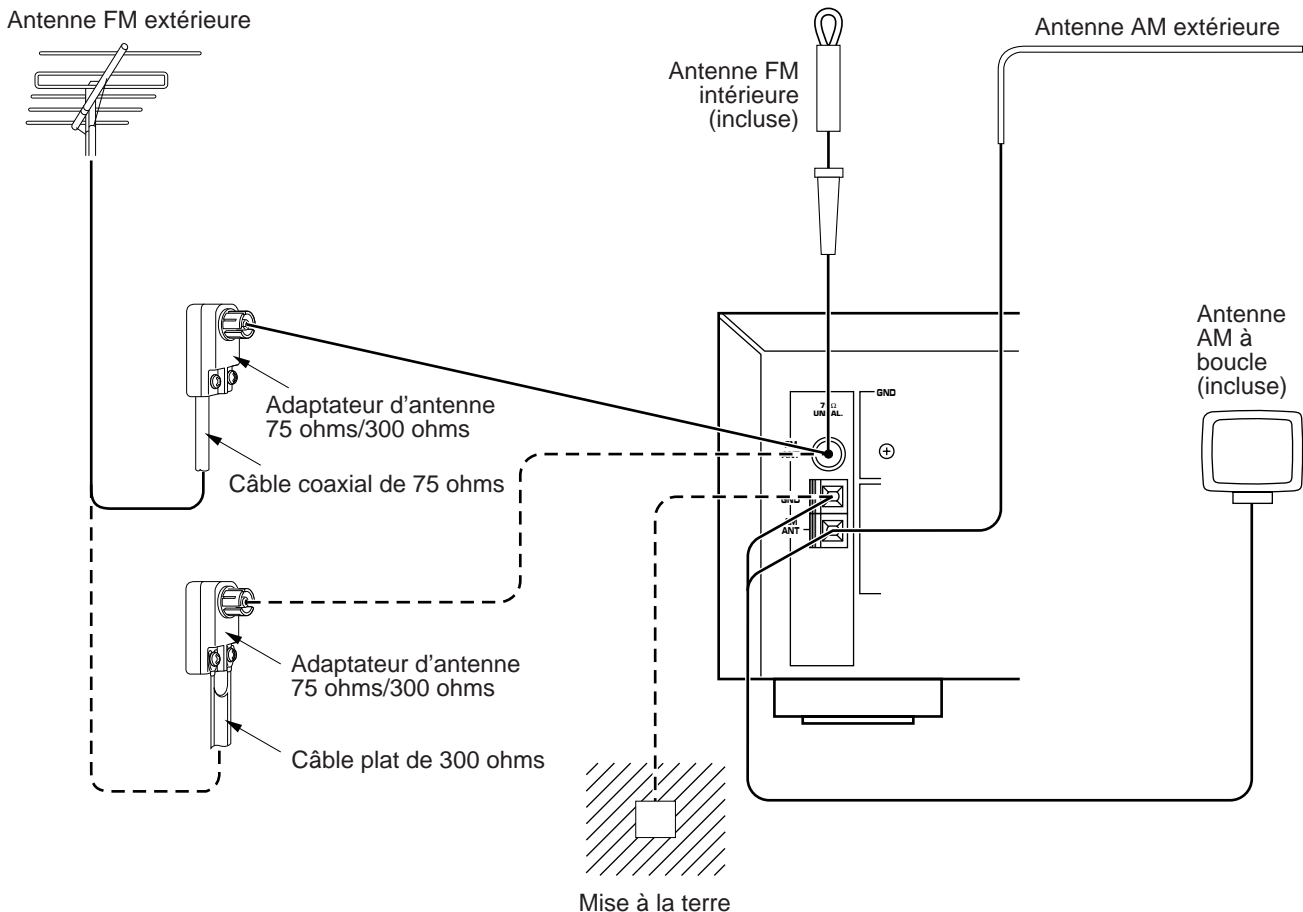 Antenne FM extérieure
Antenne AM extérieure
Antenne FM
intérieure
(incluse)
Antenne
AM à
boucle
(incluse)
GND
Adaptateur d'antenne
75 ohms/300 ohms
Câble coaxial de 75 ohms
GND
ANT
Adaptateur d'antenne
75 ohms/300 ohms
Câble plat de 300 ohms
Mise à la terre